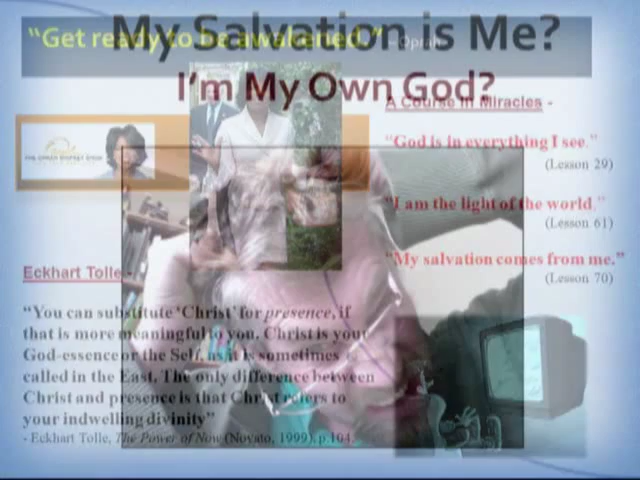 My Salvation is Me?
"Get ready to be awakened." - Oprah
I'm My Own God?
A Course in Miracles -
"God is in everything I see."
(Lesson 29)
"I am the light of the world."
(Lesson 61)
"My salvation comes from me."
(Lesson 70)
Eckhart Tolle -
"You can substitute 'Christ' for presence, if
that is more meaningful to you. Christ is your
God-essence or the Self, as it is sometimes
called in the East. The only difference between
Christ and presence is that Christ refers to
your indwelling divinity"
- Eckhart Tolle, The Power of Now (Novato, 1999), p.104